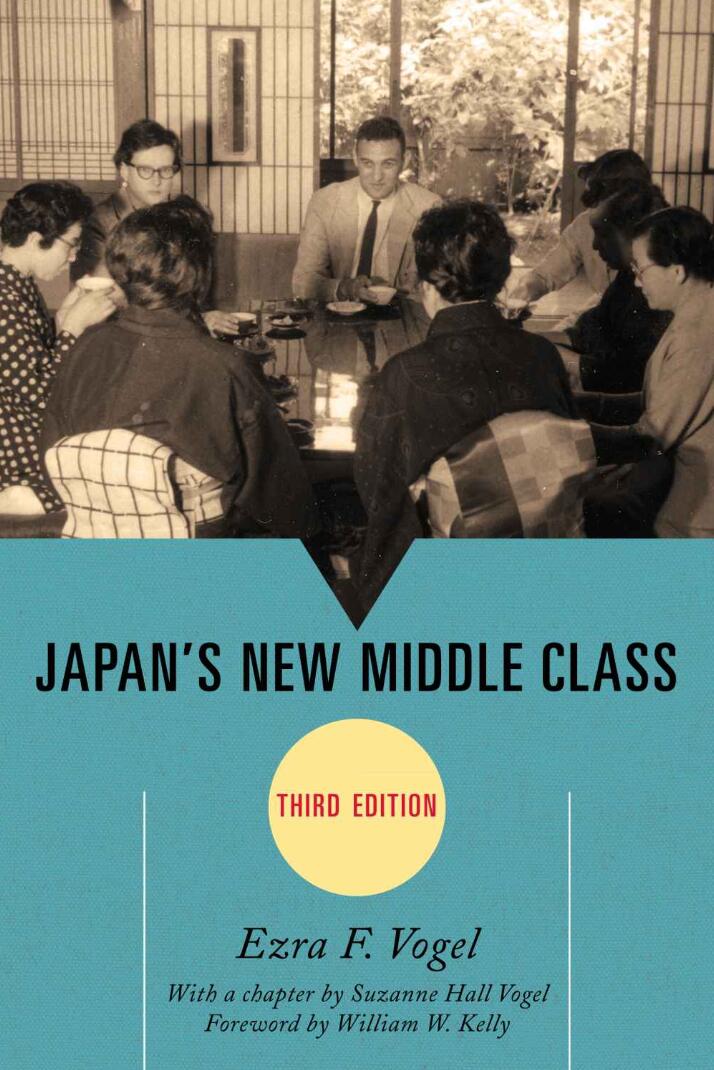 JAPAN'S NEW MIDDLE CLASS
THIRD EDITION
Ezra F. Vogel
With a chapter by Suzanne Hall Vogel
Foreword by William W. Kelly